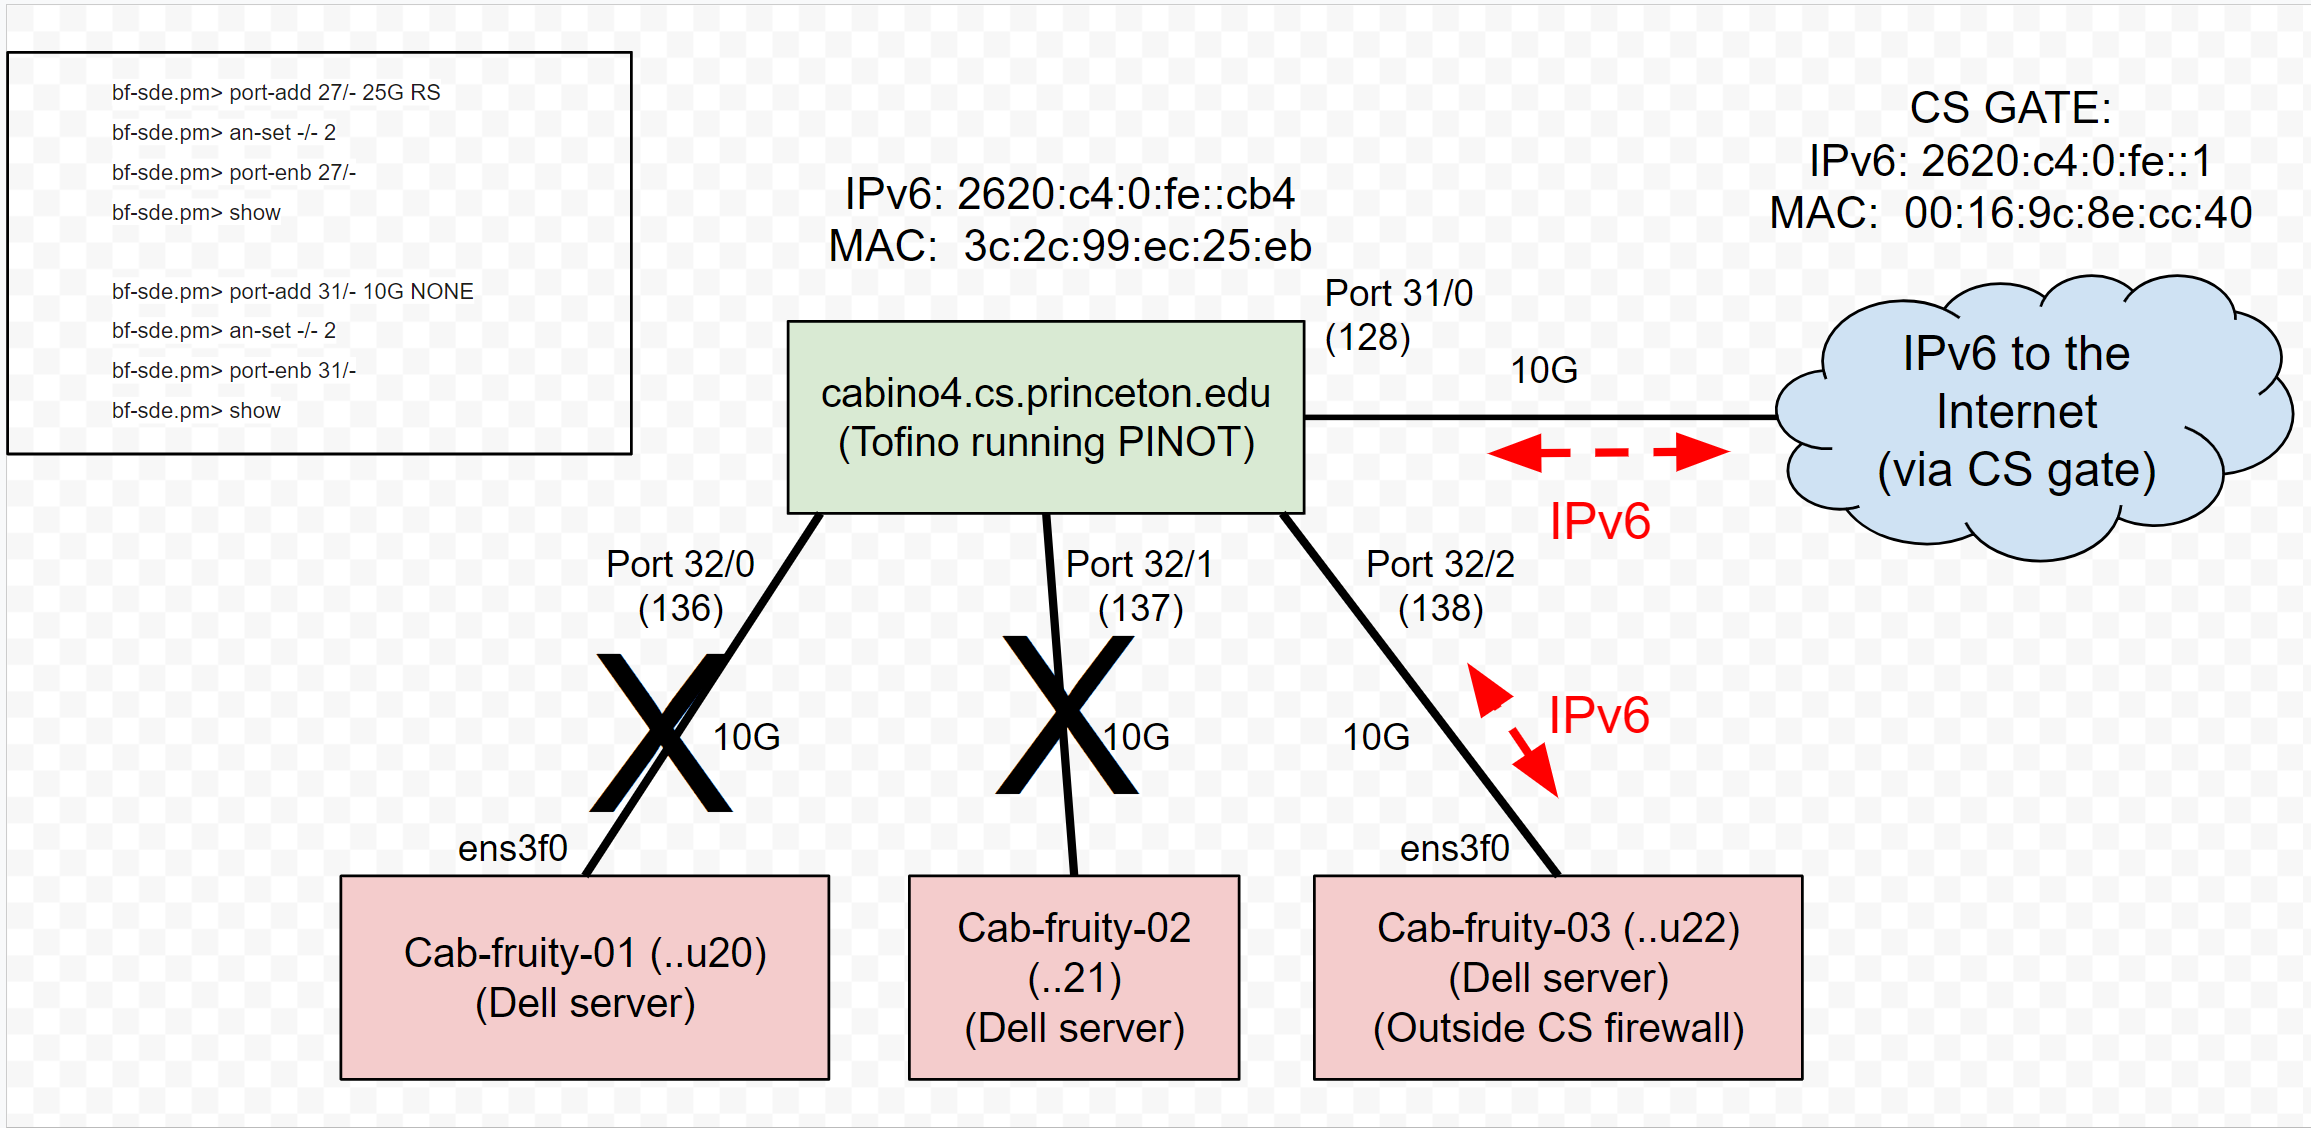 bf-sde.pm> port-add 27/- 25G RS
bf-sde.pm> an-set -/- 2
bf-sde.pm> port-enb 27/-
bf-sde.pm> show
bf-sde.pm> port-add 31/- 10G NONE
bf-sde.pm> an-set -/- 2
bf-sde.pm> port-enb 31/-
bf-sde.pm> show
IPv6: 2620:c4:0:fe::cb4
MAC:  3c:2c:99:ec:25:eb
CS GATE:
IPv6: 2620:c4:0:fe::1
MAC:  00:16:9c:8e:cc:40
Port 31/0
(128)
10G
cabino4.cs.princeton.edu
(Tofino running PINOT)
IPv6 to the
Internet
(via CS gate)
IPv6
Port 32/0
(136)
10G
Port 32/1
(137)
10G
Port 32/2
(138)
10G
IPv6
X
X
ens3f0
ens3f0
Cab-fruity-01 (..u20)
(Dell server)
Cab-fruity-02
(..21)
(Dell server)
Cab-fruity-03 (..u22)
(Dell server)
(Outside CS firewall)